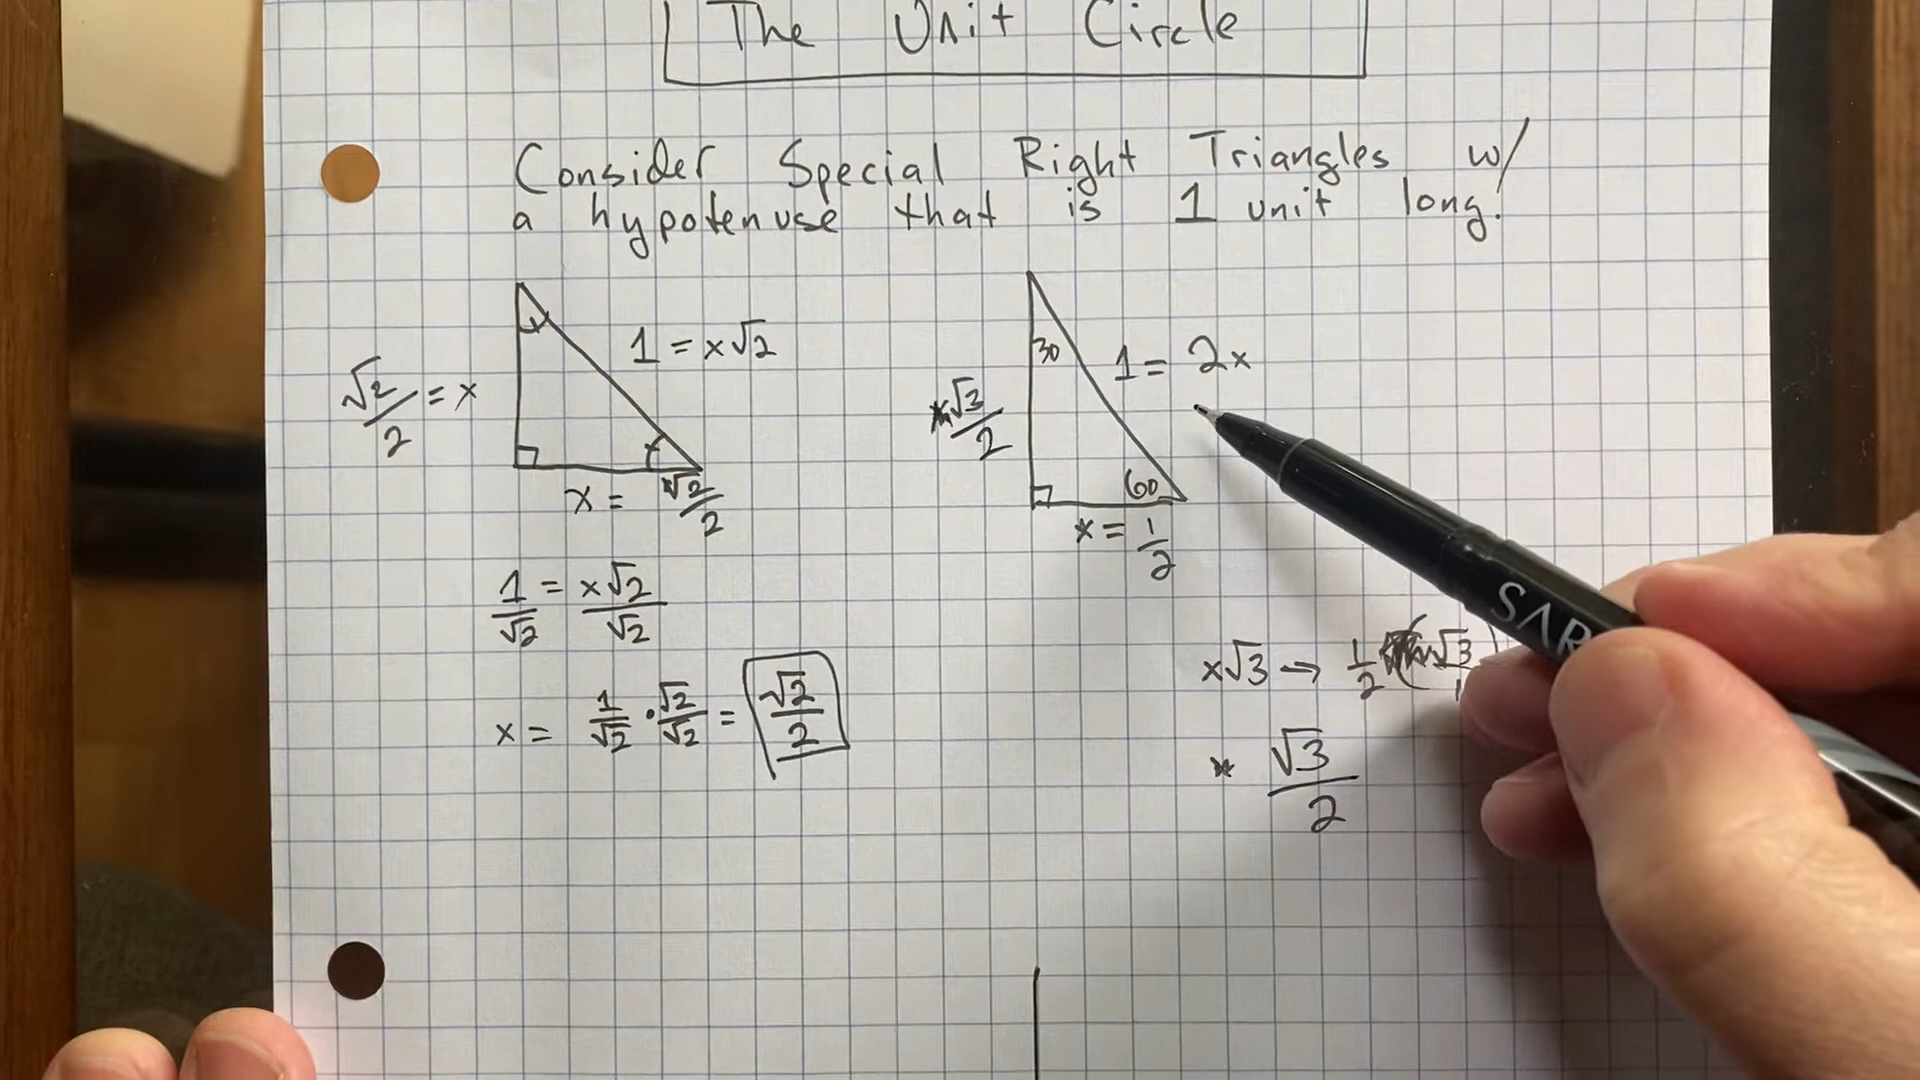 The Unit Circle
Consider Special Right Triangles w/
a hypotenuse that is 1 unit long!
1 = x√2
√2/2 = x
x = √2/2
1/√2 = x√2/√2
x = 1/√2 · √2/√2 = √2/2
30
1 = 2x
√3/2
60
x = 1/2
x√3 → 1/2 √3
* √3/2
SAR